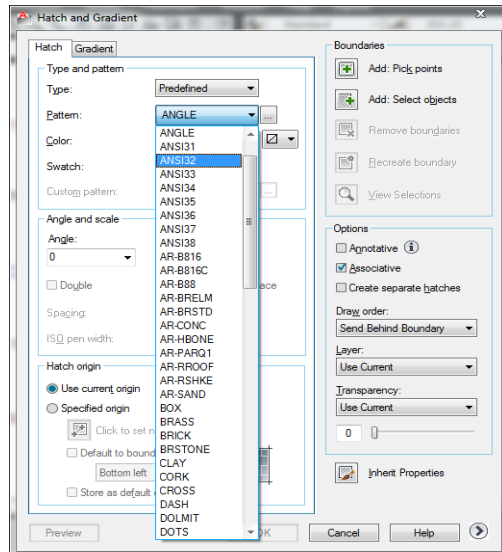 Hatch and Gradient
Hatch
Gradient
Type and pattern
Type:
Predefined
Pattern:
ANGLE
...
Color:
Swatch:
Custom pattern:
...
ANGLE
ANSI31
ANSI32
ANSI33
ANSI34
ANSI35
ANSI36
ANSI37
ANSI38
AR-B816
AR-B816C
AR-B88
AR-BRELM
AR-BRSTD
AR-CONC
AR-HBONE
AR-PARQ1
AR-RROOF
AR-RSHKE
AR-SAND
BOX
BRASS
BRICK
BRSTONE
CLAY
CORK
CROSS
DASH
DOLMIT
DOTS
Angle and scale
Angle:
0
Double
Spacing:
ISO pen width:
Hatch origin
Use current origin
Specified origin
Click to set
Default to
Bottom left
Store as default
Preview
Boundaries
Add: Pick points
Add: Select objects
Remove boundaries
Recreate boundary
View Selections
Options
Annotative
Associative
Create separate hatches
Draw order:
Send Behind Boundary
Layer:
Use Current
Transparency:
Use Current
0
Inherit Properties
Cancel
Help